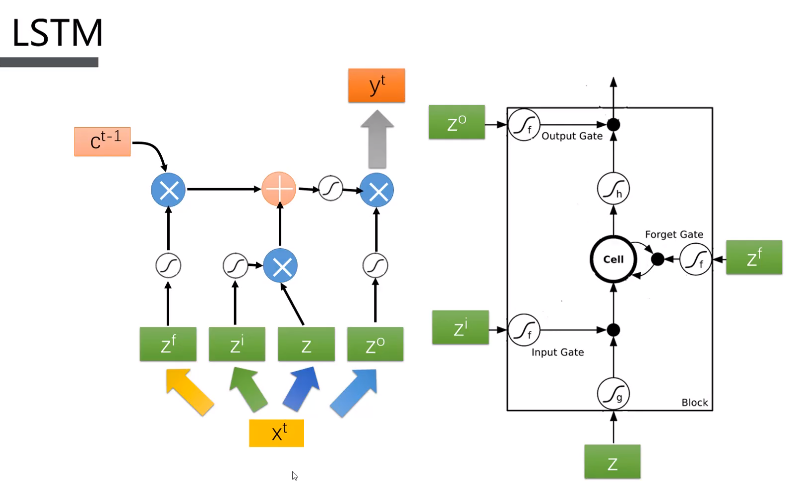 LSTM
y^t
c^t-1
z^f
z^i
z
z^o
x^t
z^o
f
Output Gate
h
Forget Gate
Cell
f
z^f
z^i
f
Input Gate
g
Block
z